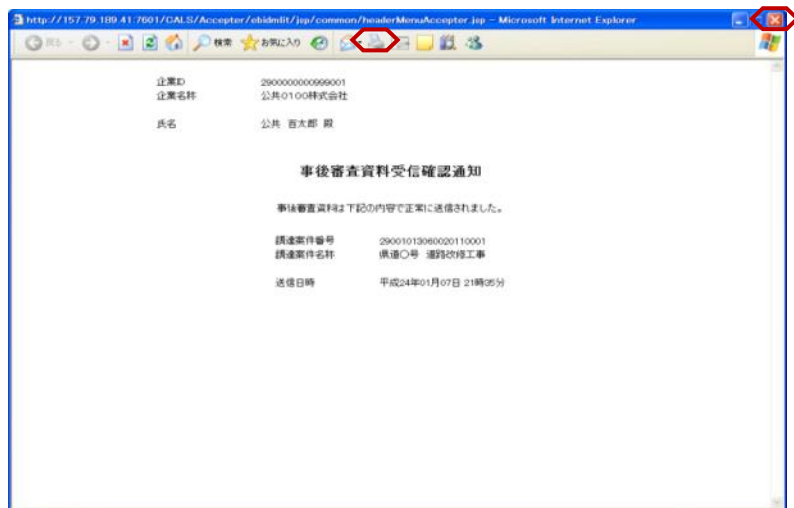 http://157.79.189.41:7601/CALS/Accepter/ebidmlit/jsp/common/headerMenuAccepter.jsp - Microsoft Internet Explorer
戻る 検索 お気に入り
企業ID 2900000000999001
企業名称 公共0100株式会社
氏名 公共 百太郎 殿
事後審査資料受信確認通知
事後審査資料は下記の内容で正常に送信されました。
調達案件番号 29001013060020110001
調達案件名称 県道〇号 道路改修工事
送信日時 平成24年01月07日 21時05分